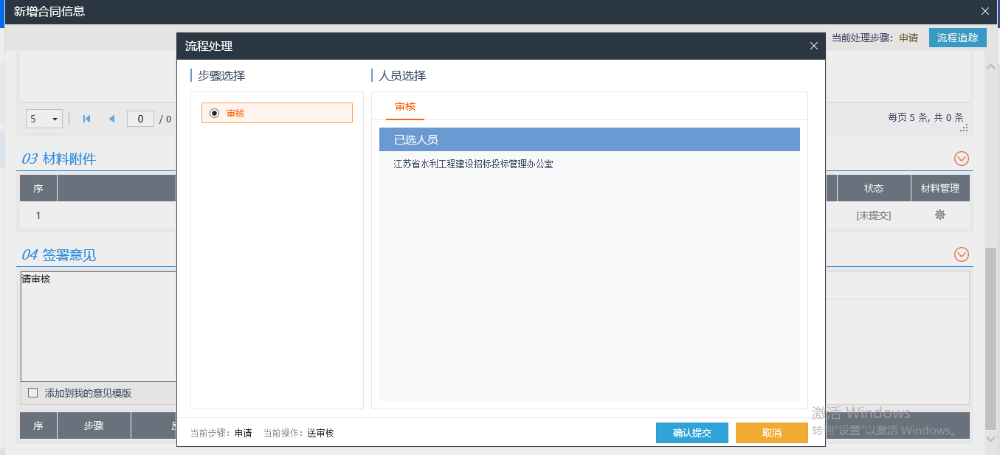 新增合同信息
当前处理步骤: 申请 流程追踪
流程处理
步骤选择
人员选择
审核
审核
已选人员
江苏省水利工程建设招标投标管理办公室
5 0 / 0
每页 5 条, 共 0 条
03 材料附件
序 状态 材料管理
1 [未提交]
04 签署意见
请审核
添加到我的意见模版
序 步骤
当前步骤: 申请 当前操作: 送审核
确认提交 取消
激活 Windows
转到"设置"以激活 Windows。